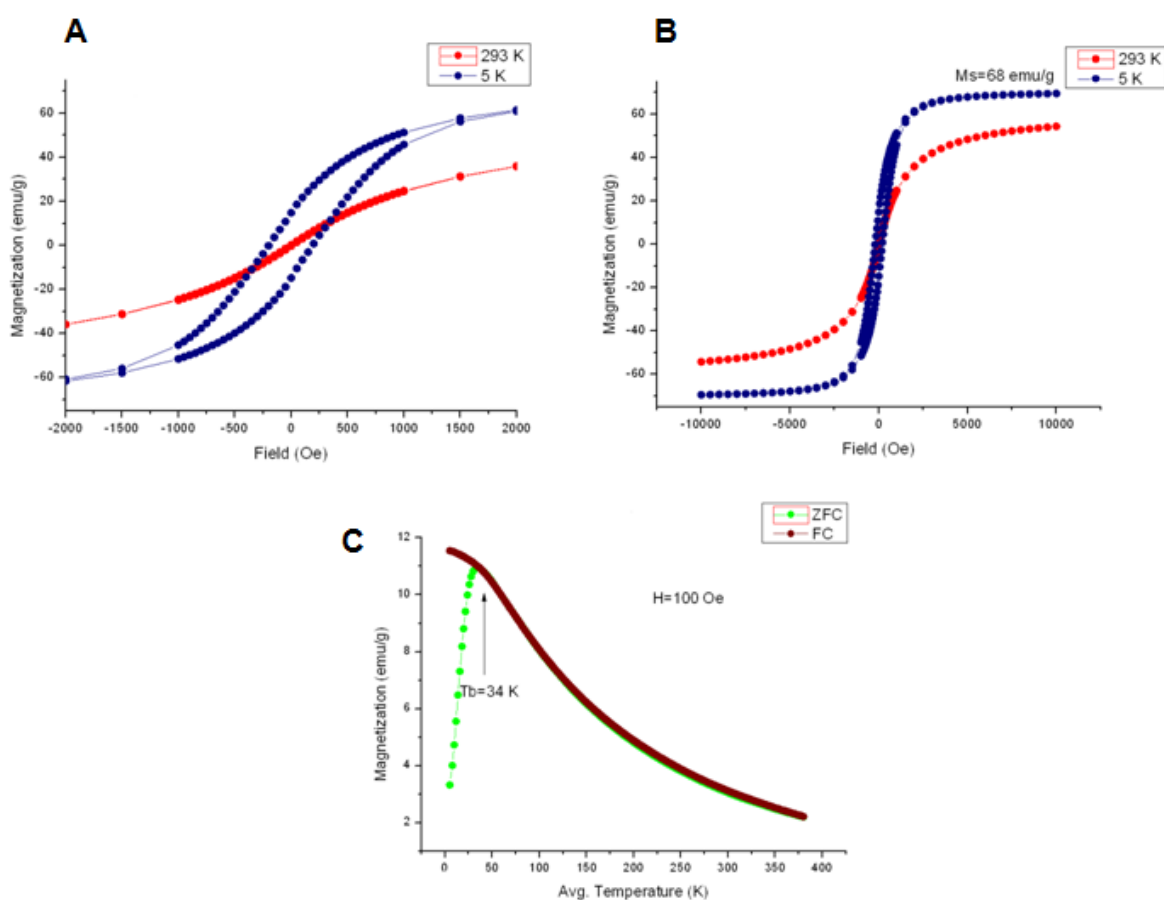 A
293 K
5 K
60
40
20
0
-20
-40
-60
Magnetization (emu/g)
-2000 -1500 -1000 -500 0 500 1000 1500 2000
Field (Oe)
B
293 K
5 K
Ms=68 emu/g
60
40
20
0
-20
-40
-60
Magnetization (emu/g)
-10000 -5000 0 5000 10000
Field (Oe)
C
ZFC
FC
12
10
8
6
4
2
Magnetization (emu/g)
H=100 Oe
Tb=34 K
0 50 100 150 200 250 300 350 400
Avg. Temperature (K)